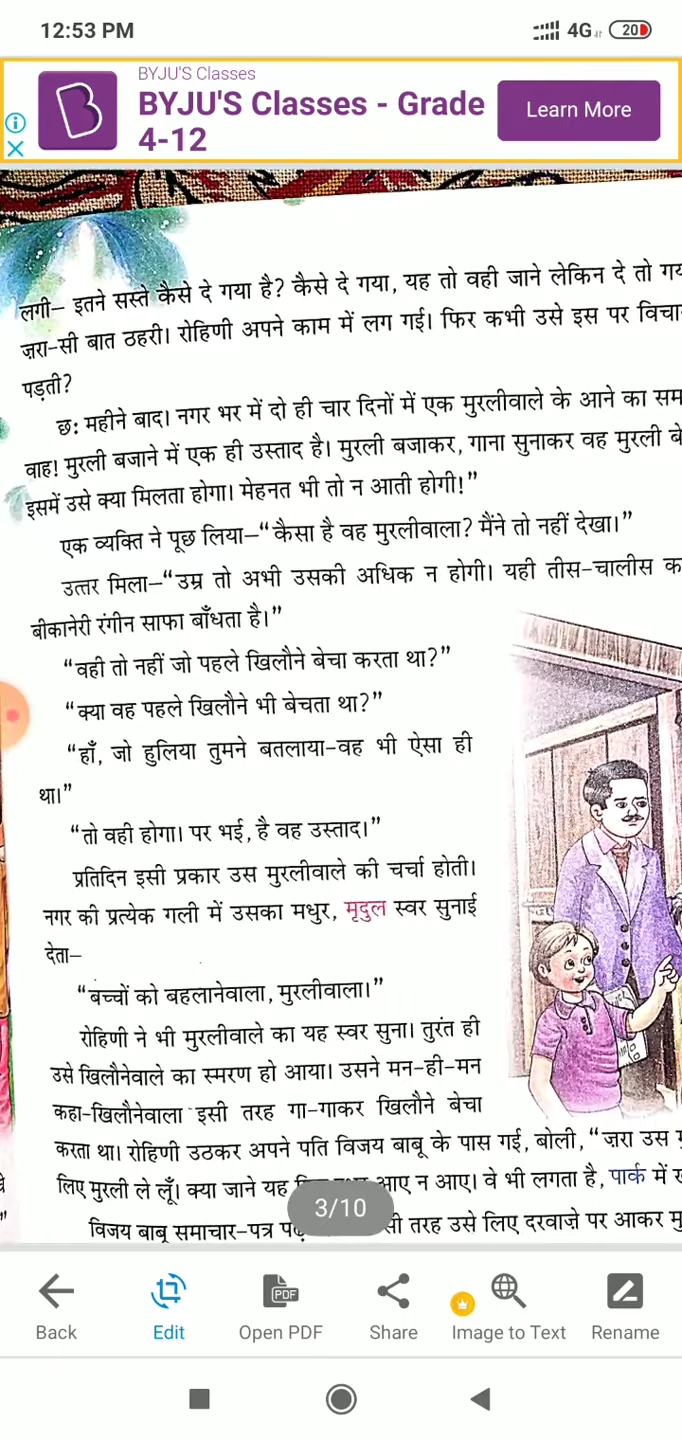 12:53 PM
4G
20
BYJU'S Classes
BYJU'S Classes - Grade 4-12
Learn More
लगी– इतने सस्ते कैसे दे गया है? कैसे दे गया, यह तो वही जाने लेकिन दे तो
ज़रा-सी बात ठहरी। रोहिणी अपने काम में लग गई। फिर कभी उसे इस पर
पड़ती?
छः महीने बाद। नगर भर में दो ही चार दिनों में एक मुरलीवाले के आने का
वाह! मुरली बजाने में एक ही उस्ताद है। मुरली बजाकर, गाना सुनाकर वह मुरली
इसमें उसे क्या मिलता होगा। मेहनत भी तो न आती होगी!”
एक व्यक्ति ने पूछ लिया–“कैसा है वह मुरलीवाला? मैंने तो नहीं देखा।”
उत्तर मिला–“उम्र तो अभी उसकी अधिक न होगी। यही तीस-चालीस
बीकानेरी रंगीन साफा बाँधता है।”
“वही तो नहीं जो पहले खिलौने बेचा करता था?”
“क्या वह पहले खिलौने भी बेचता था?”
“हाँ, जो हुलिया तुमने बतलाया–वह भी ऐसा ही
था।”
“तो वही होगा। पर भई, है वह उस्ताद।”
प्रतिदिन इसी प्रकार उस मुरलीवाले की चर्चा होती।
नगर की प्रत्येक गली में उसका मधुर, मृदुल स्वर सुनाई
देता–
“बच्चों को बहलानेवाला, मुरलीवाला।”
रोहिणी ने भी मुरलीवाले का यह स्वर सुना। तुरंत ही
उसे खिलौनेवाले का स्मरण हो आया। उसने मन-ही-मन
कहा-खिलौनेवाला इसी तरह गा-गाकर खिलौने बेचा
करता था। रोहिणी उठकर अपने पति विजय बाबू के पास गई, बोली, “ज़रा उस
लिए मुरली ले लूँ। क्या जाने यह आए न आए। वे भी लगता है, पार्क में
विजय बाबू समाचार-पत्र तरह उसे लिए दरवाज़े पर आकर
3/10
Back
Edit
PDF
Open PDF
Share
Image to Text
Rename